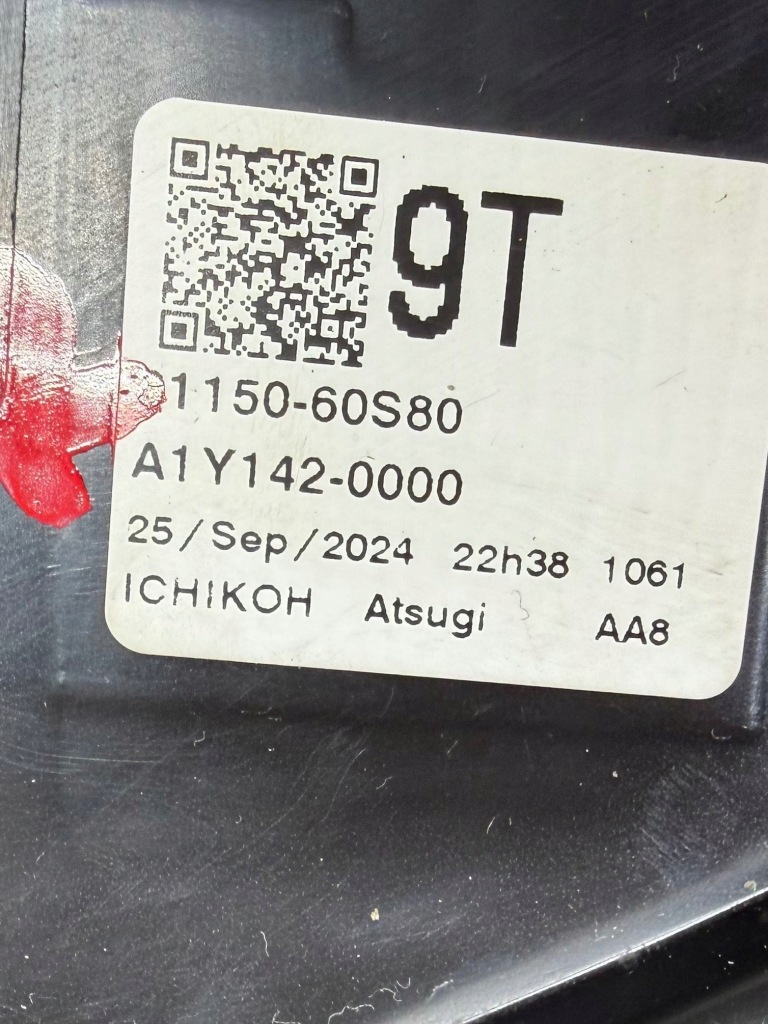 9T
1150-60S80
A1Y142-0000
25/Sep/2024 22h38 1061
ICHIKOH Atsugi AA8